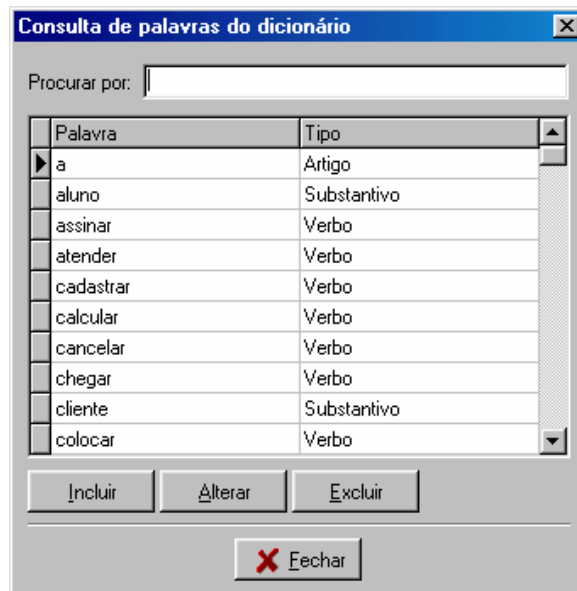 Consulta de palavras do dicionário
Procurar por:
Palavra Tipo
a Artigo
aluno Substantivo
assinar Verbo
atender Verbo
cadastrar Verbo
calcular Verbo
cancelar Verbo
chegar Verbo
cliente Substantivo
colocar Verbo
Incluir Alterar Excluir
Fechar